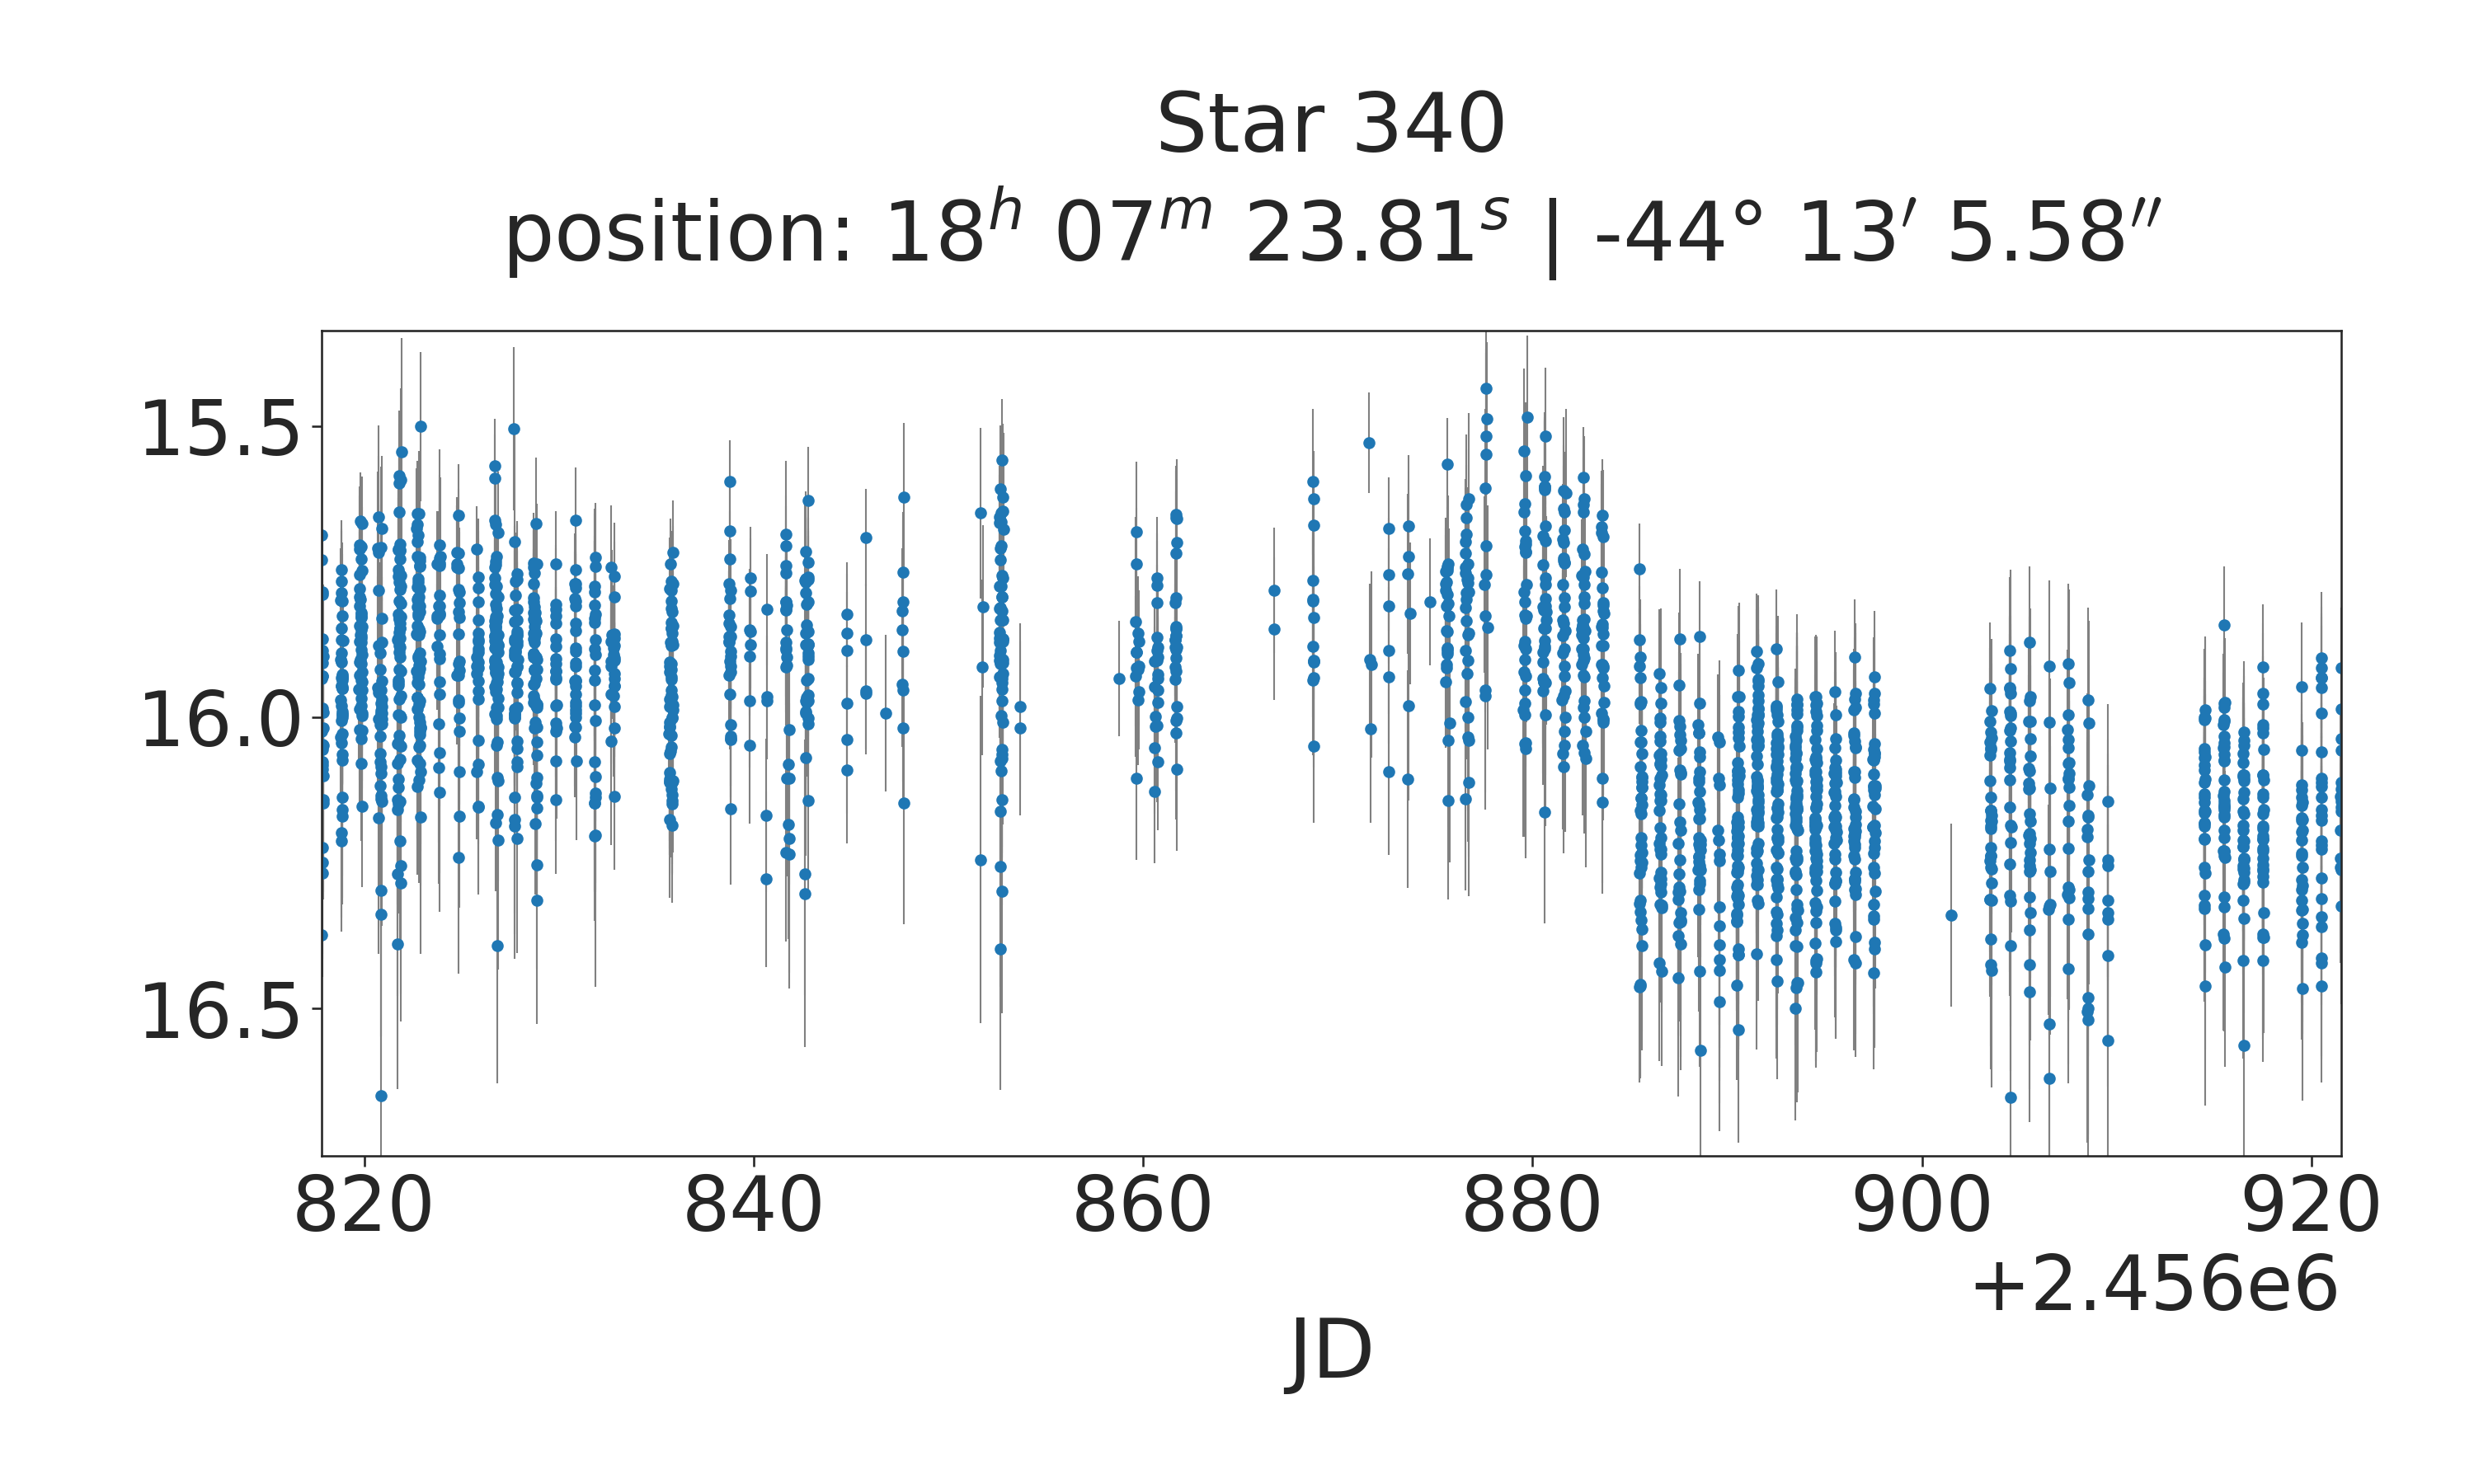 Star 340
position: 18ʰ 07ᵐ 23.81ˢ | -44° 13′ 5.58″
15.5
16.0
16.5
820 840 860 880 900 920
+2.456e6
JD